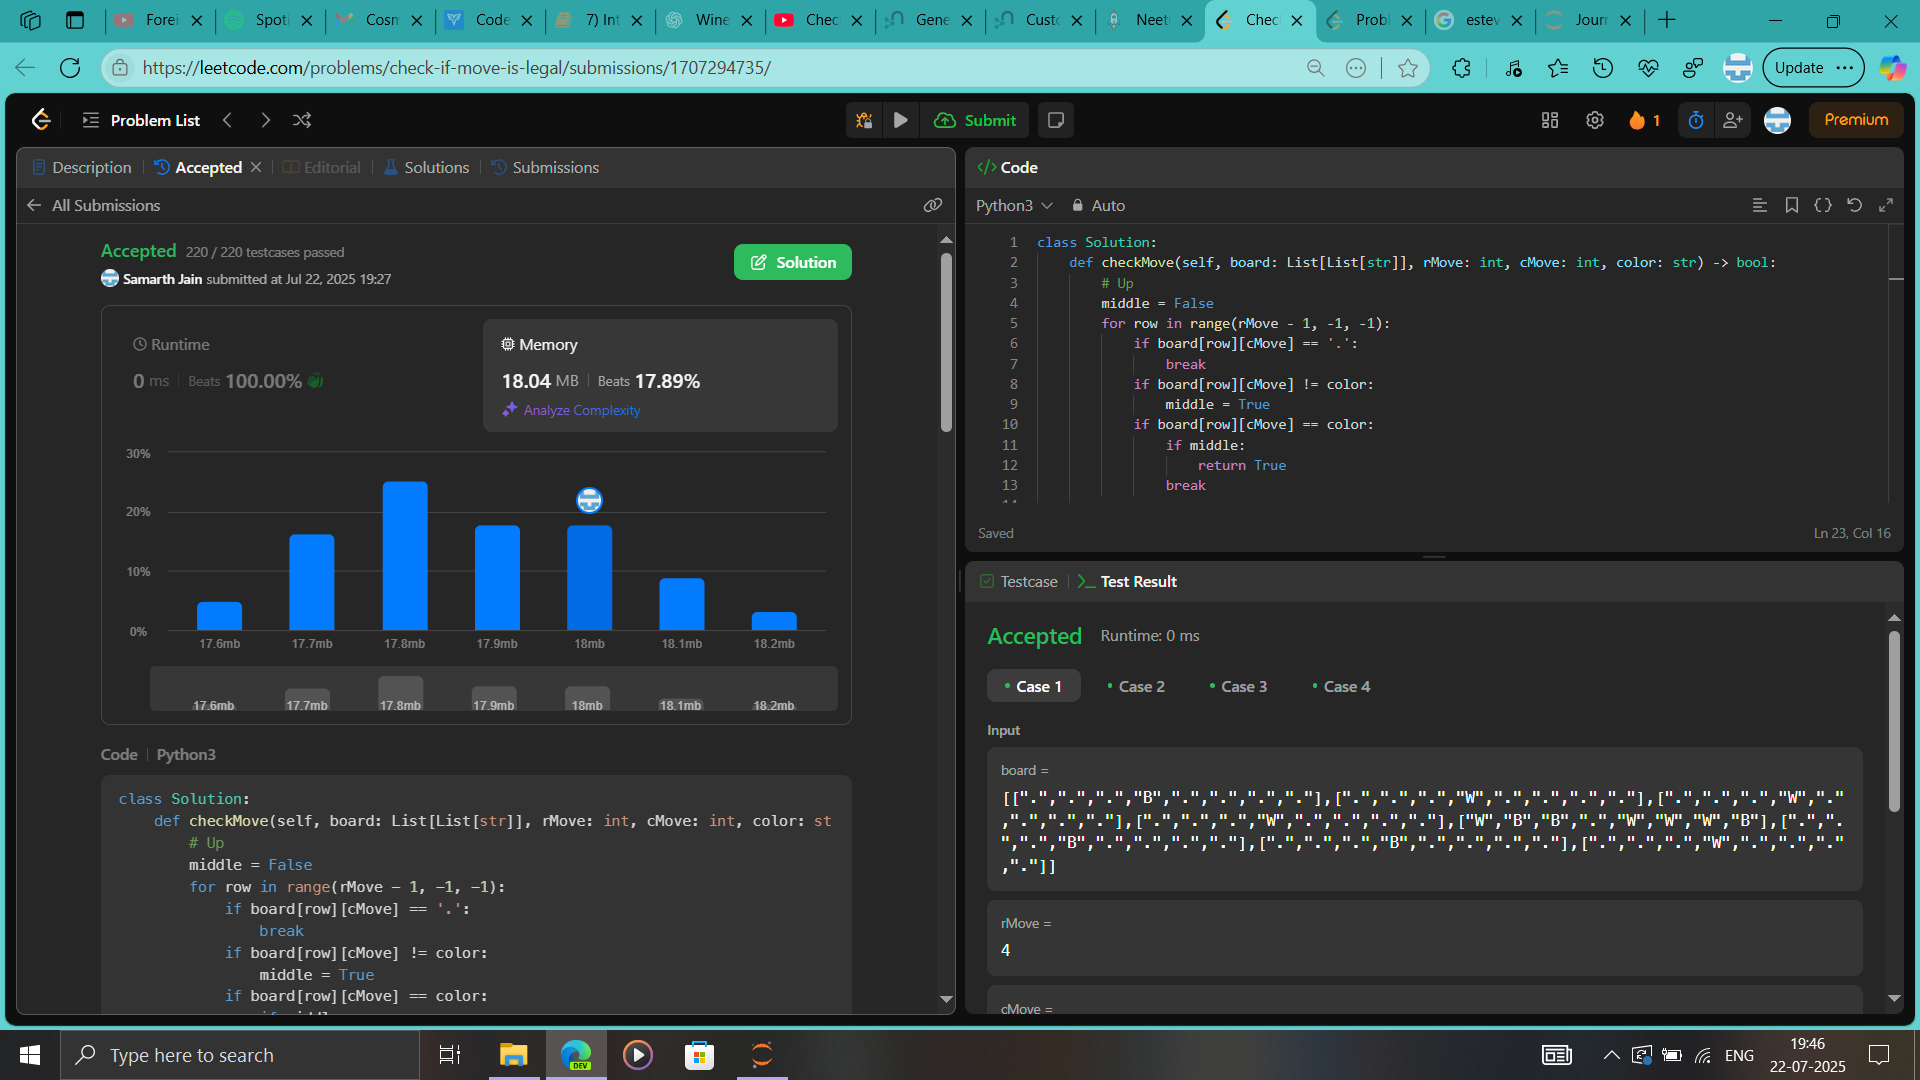 Forei
Spoti
Cosm
Code
7) Int
Wine
Chec
Gene
Custo
Neet
Chec
Probl
estev
Journ
https://leetcode.com/problems/check-if-move-is-legal/submissions/1707294735/
Update
Problem List
Submit
1
Premium
Description
Accepted
Editorial
Solutions
Submissions
All Submissions
Accepted 220 / 220 testcases passed
Samarth Jain submitted at Jul 22, 2025 19:27
Solution
Runtime
0 ms
Beats 100.00%
Memory
18.04 MB
Beats 17.89%
Analyze Complexity
30%
20%
10%
0%
17.6mb 17.7mb 17.8mb 17.9mb 18mb 18.1mb 18.2mb
17.6mb 17.7mb 17.8mb 17.9mb 18mb 18.1mb 18.2mb
Code
Python3
class Solution:
    def checkMove(self, board: List[List[str]], rMove: int, cMove: int, color: st
        # Up
        middle = False
        for row in range(rMove - 1, -1, -1):
            if board[row][cMove] == '.':
                break
            if board[row][cMove] != color:
                middle = True
            if board[row][cMove] == color:
</> Code
Python3
Auto
1 class Solution:
2     def checkMove(self, board: List[List[str]], rMove: int, cMove: int, color: str) -> bool:
3         # Up
4         middle = False
5         for row in range(rMove - 1, -1, -1):
6             if board[row][cMove] == '.':
7                 break
8             if board[row][cMove] != color:
9                 middle = True
10             if board[row][cMove] == color:
11                 if middle:
12                     return True
13                 break
Saved
Ln 23, Col 16
Testcase
Test Result
Accepted
Runtime: 0 ms
Case 1
Case 2
Case 3
Case 4
Input
board =
[[".",".",".","B",".",".",".","."],[".",".",".","W",".",".",".","."],[".",".",".","W","."
,".",".","."],[".",".",".","W",".",".",".","."],["W","B","B",".","W","W","W","B"],[".",".
",".","B",".",".",".","."],[".",".",".","B",".",".",".","."],[".",".",".","W",".",".","."
,"."]]
rMove =
4
cMove =
Type here to search
DEV
ENG
19:46
22-07-2025